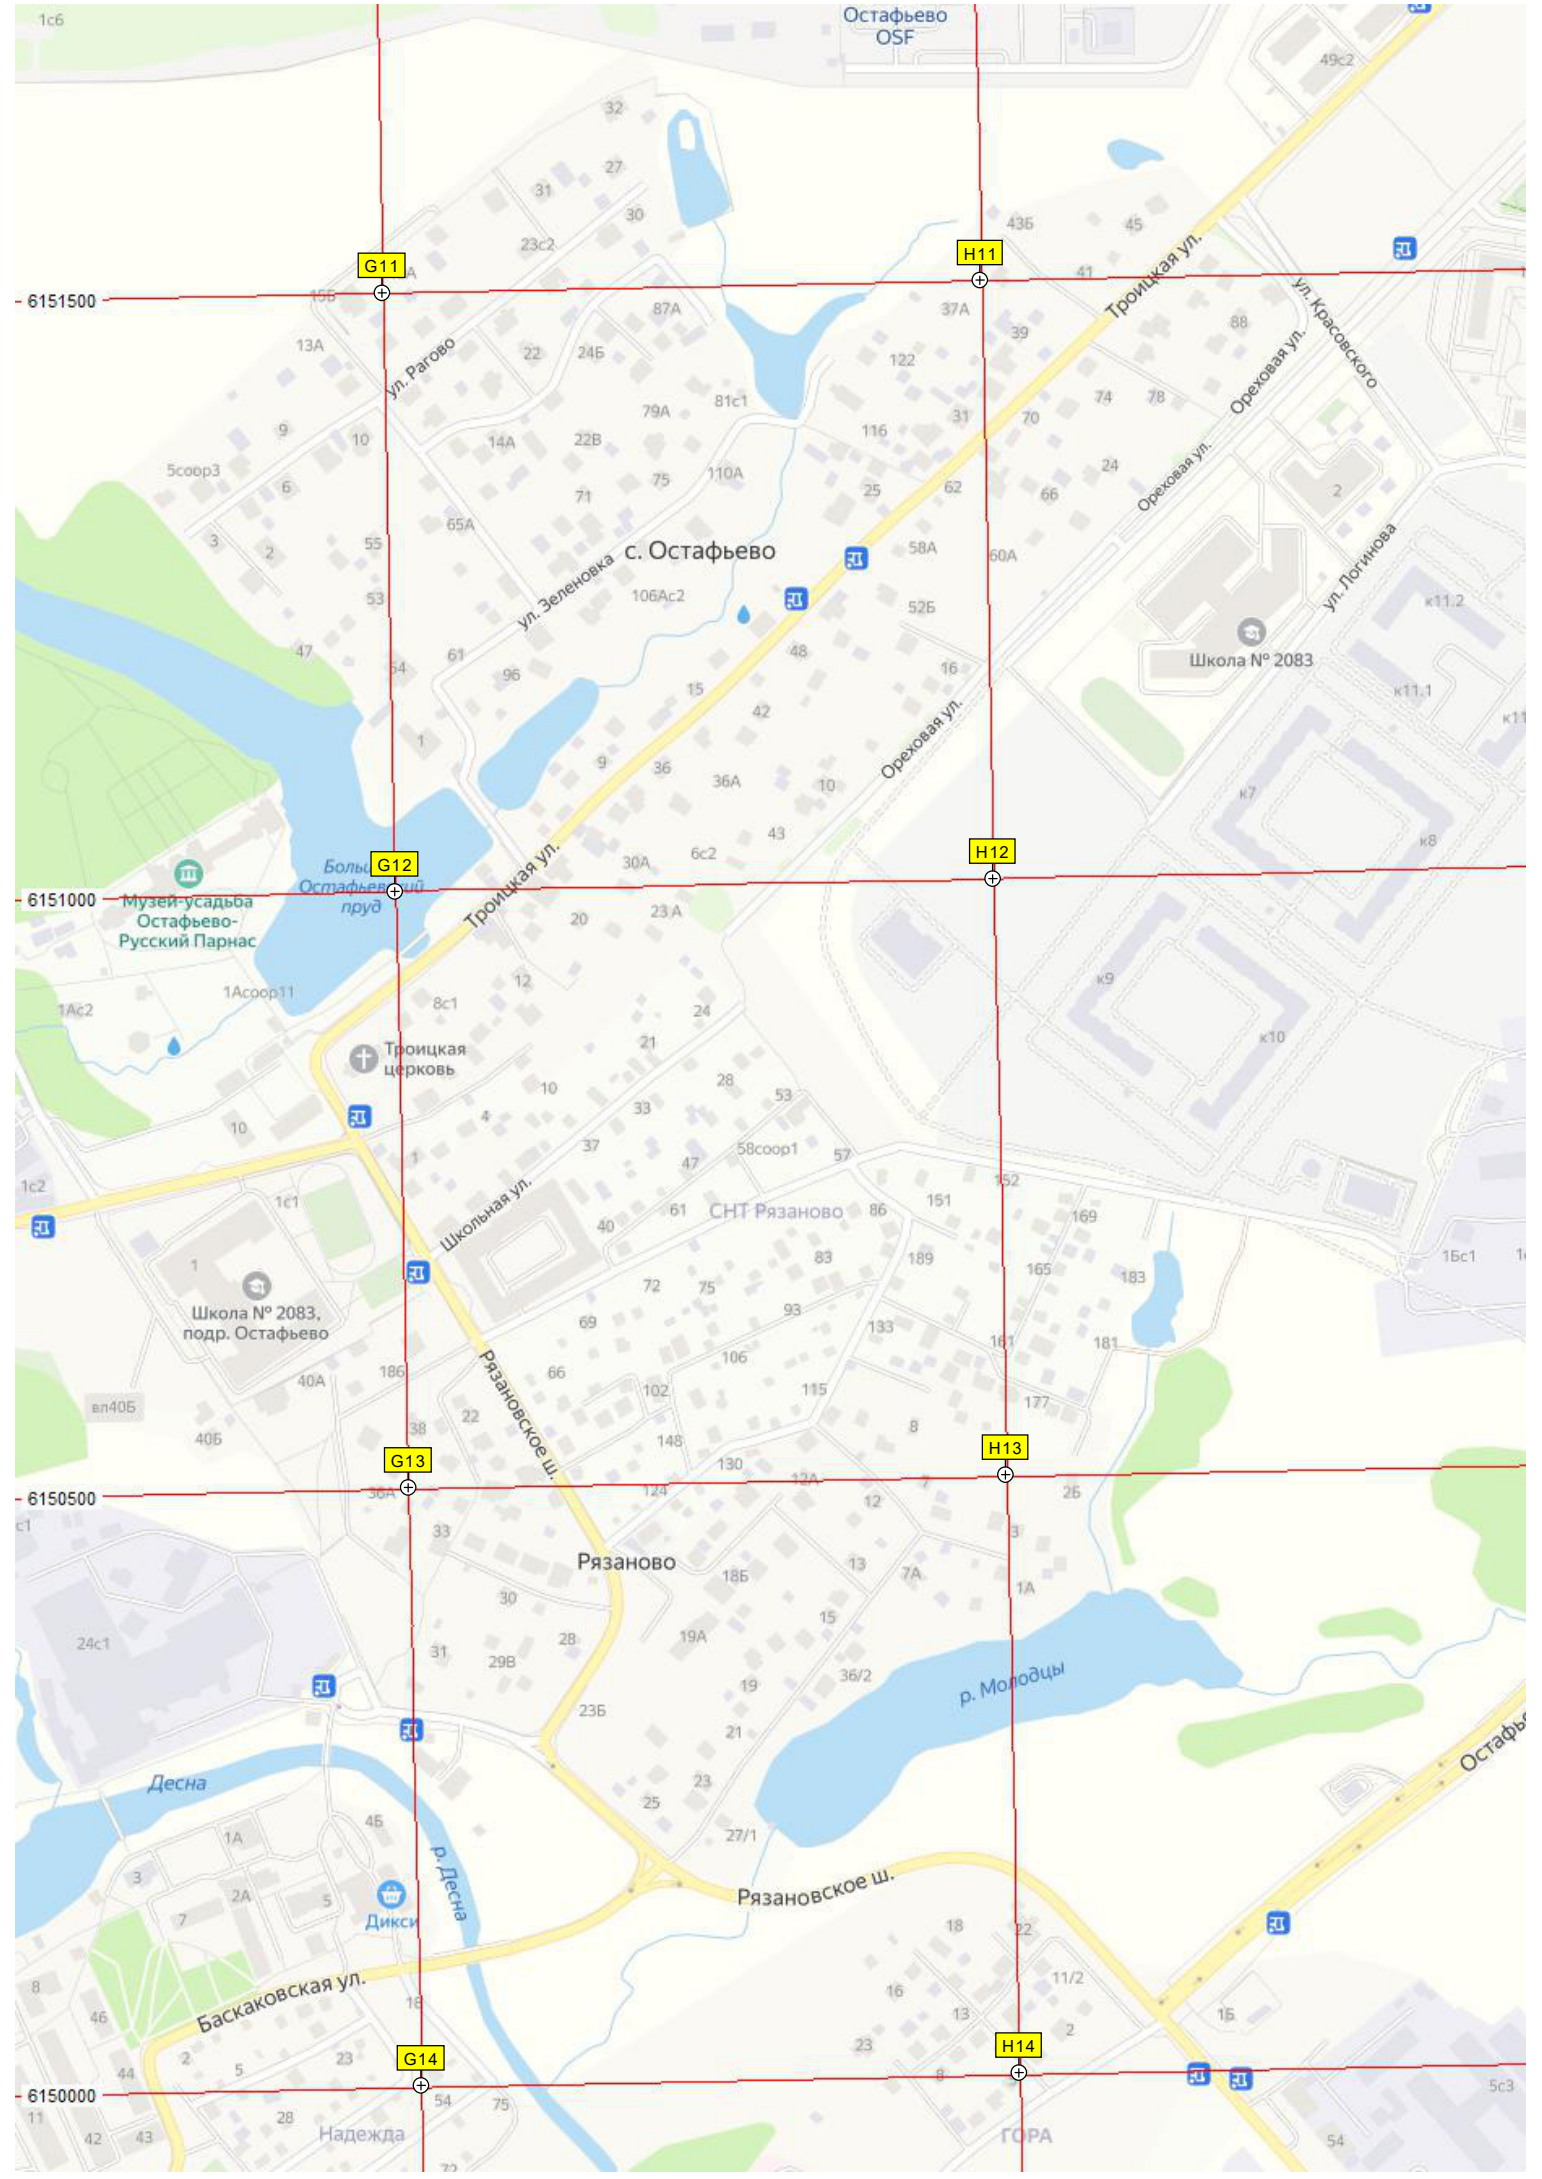 1с6
Остафьево
OSF
49с2
32
27
31
30
23с2
43Б
45
G11
H11
41
Троицкая ул.
6151500
15Б
87А
37А
ул. Красовского
13А
22
24Б
39
88
ул. Рагово
122
Ореховая ул.
81с1
79А
74
78
9
10
14А
22В
116
31
70
5соор3
6
75
110А
24
Ореховая ул.
71
25
62
66
2
65А
3
2
55
с. Остафьево
58А
60А
ул. Логинова
ул. Зеленовка
53
106Ас2
52Б
к11.2
47
61
48
16
Школа № 2083
54
96
15
к11.1
42
к11
1
Ореховая ул.
9
36
36А
10
к7
43
к8
G12
H12
30А
6с2
Остафьевский
пруд
6151000
Музей-усадьба
Остафьево-
Русский Парнас
Троицкая ул.
20
23 А
12
к9
1Асоор11
8с1
1Ас2
24
21
к10
Троицкая
церковь
28
10
53
33
4
10
37
58соор1
57
1
47
1с2
1с1
Школьная ул.
61
СНТ Рязаново
86
151
152
169
40
1
83
189
165
183
1Бс1
Школа № 2083,
подр. Остафьево
72
75
93
69
133
161
181
Рязановское ш.
106
40А
186
66
102
115
177
вл40Б
22
38
8
40Б
148
G13
H13
130
12А
7
124
36А
26
6150500
12
с1
33
3
Рязаново
13
18Б
7А
1А
30
15
24с1
28
19А
31
29В
36/2
р. Молодцы
19
23Б
21
Остафье
Десна
23
25
4Б
1А
27/1
р. Десна
3
2А
5
7
Дикси
Рязановское ш.
18
22
Баскаковская ул.
8
11/2
16
46
18
13
1Б
2
23
G14
H14
2
5
23
44
8
6150000
54
75
5с3
11
28
42
43
Надежда
ГОРА
54
72